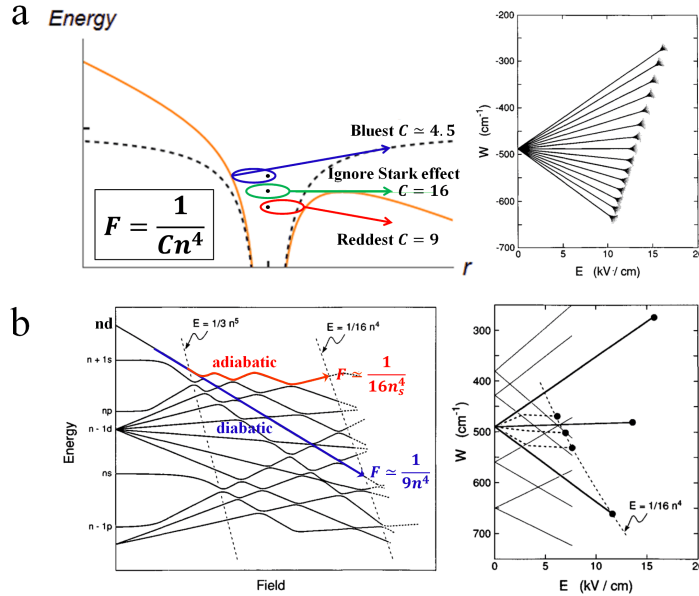 a
Energy
Bluest C ≃ 4.5
Ignore Stark effect
C = 16
F = 1/Cn⁴
Reddest C = 9
r
-200
-300
-400
-500
-600
-700
W (cm⁻¹)
0 5 10 15 20
E (kV / cm)
b
nd
n + 1s
np
n - 1d
ns
n - 1p
Energy
Field
E = 1/3 n⁵
E = 1/16 n⁴
adiabatic
F ≃ 1/16nₛ⁴
diabatic
F ≃ 1/9n⁴
300
400
500
600
700
W (cm⁻¹)
E = 1/16 n⁴
0 5 10 15 20
E (kV / cm)